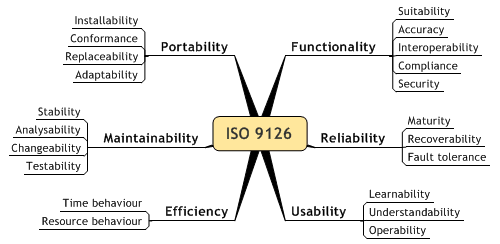 ISO 9126
Portability
Installability
Conformance
Replaceability
Adaptability
Functionality
Suitability
Accuracy
Interoperability
Compliance
Security
Maintainability
Stability
Analysability
Changeability
Testability
Reliability
Maturity
Recoverability
Fault tolerance
Efficiency
Time behaviour
Resource behaviour
Usability
Learnability
Understandability
Operability